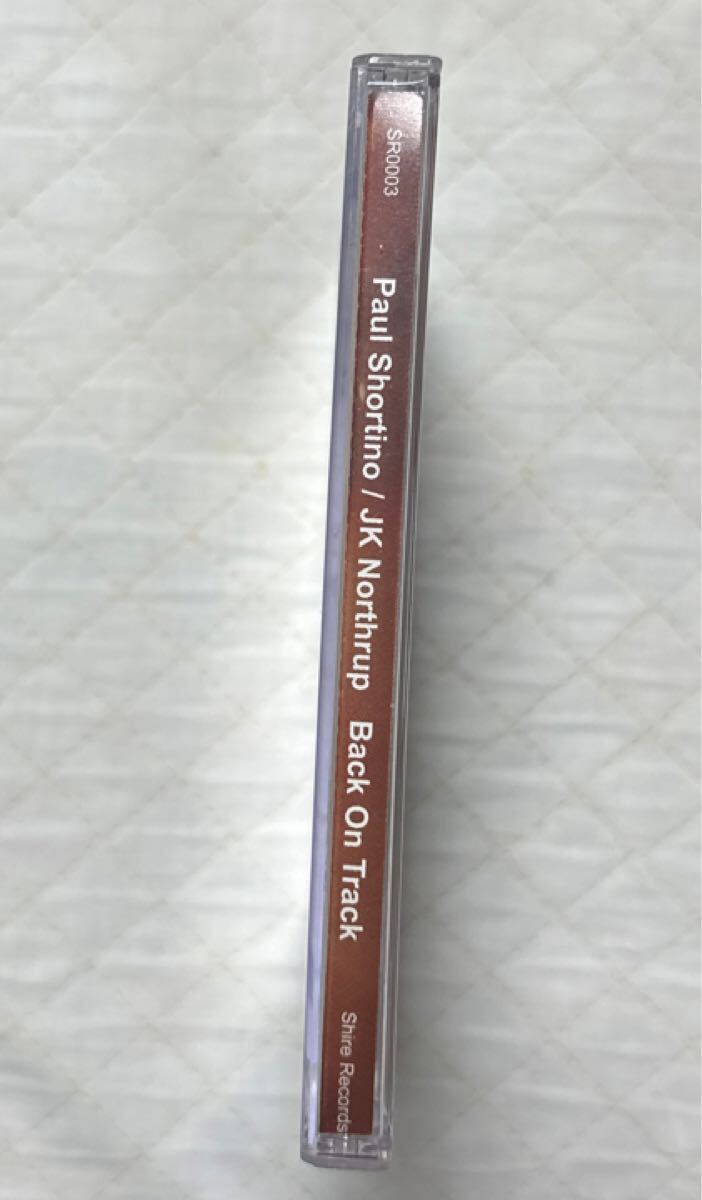 SR0003
Paul Shortino / JK Northrup Back On Track
Shire Records